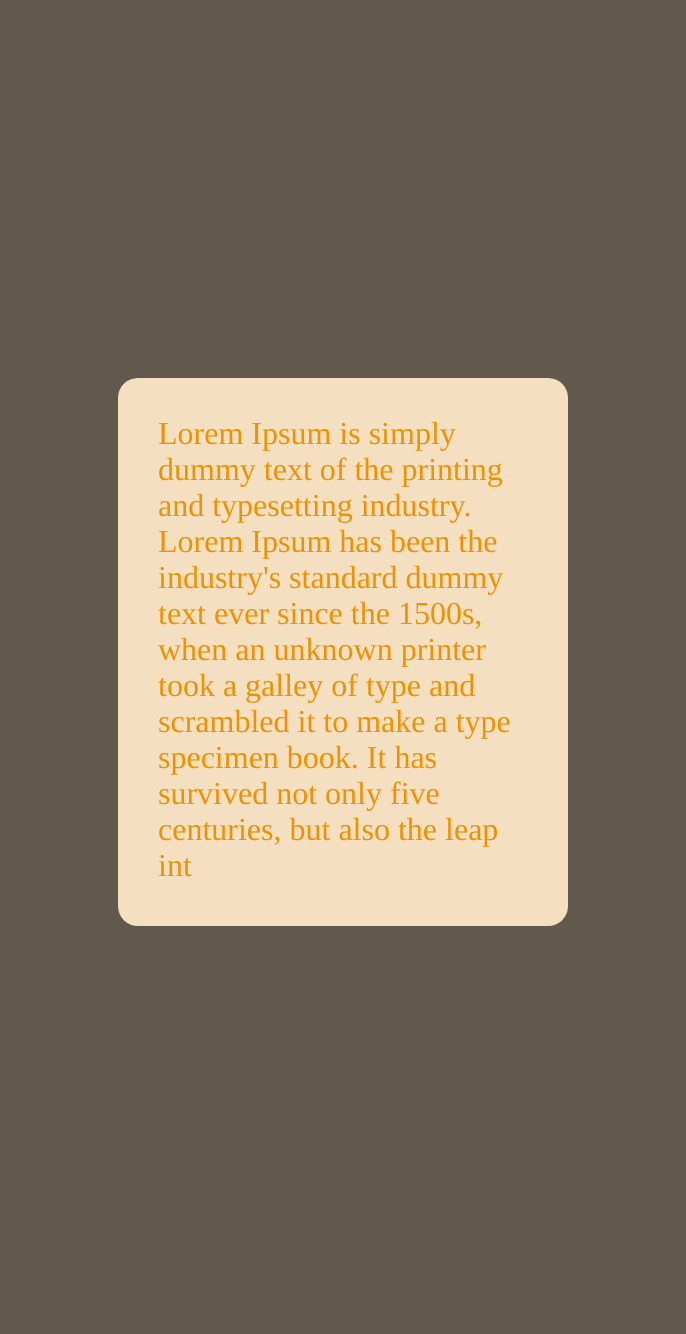 Lorem Ipsum is simply
dummy text of the printing
and typesetting industry.
Lorem Ipsum has been the
industry's standard dummy
text ever since the 1500s,
when an unknown printer
took a galley of type and
scrambled it to make a type
specimen book. It has
survived not only five
centuries, but also the leap
int